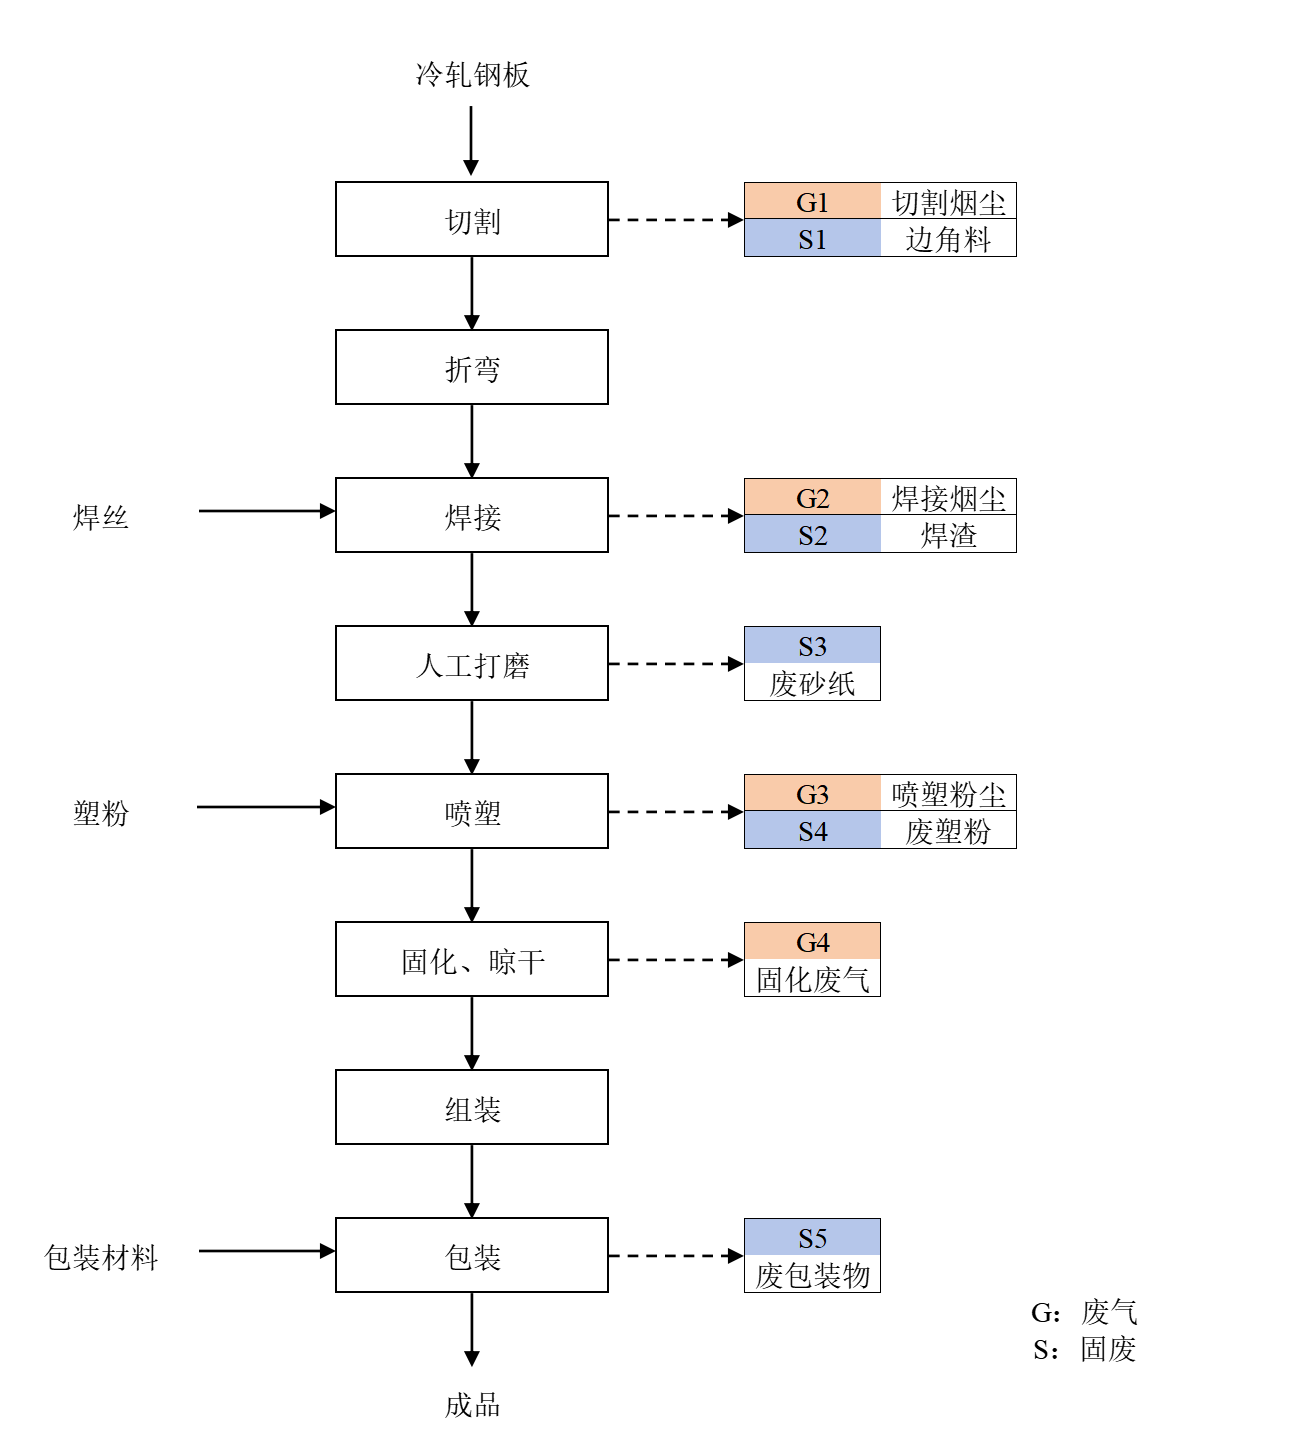 冷轧钢板
切割
G1 切割烟尘
S1 边角料
折弯
焊丝
焊接
G2 焊接烟尘
S2 焊渣
人工打磨
S3
废砂纸
塑粉
喷塑
G3 喷塑粉尘
S4 废塑粉
固化、晾干
G4
固化废气
组装
包装材料
包装
S5
废包装物
G：废气
S：固废
成品